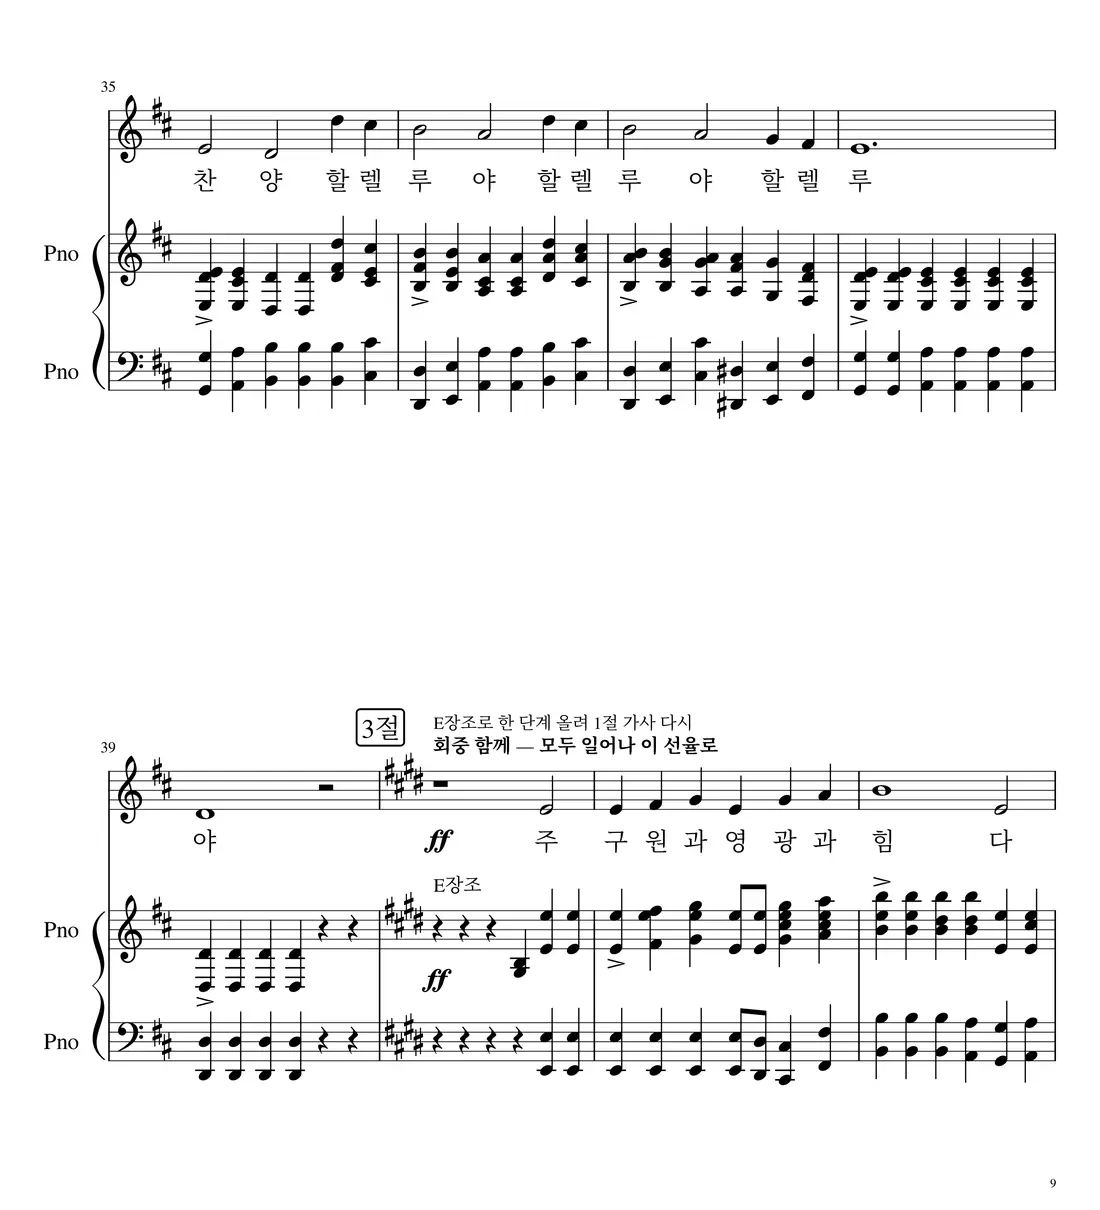 35
찬 양 할 렐 루 야 할 렐 루 야 할 렐 루
Pno
Pno
3절
E장조로 한 단계 올려 1절 가사 다시
회중 함께 — 모두 일어나 이 선율로
39
야 ff 주 구 원 과 영 광 과 힘 다
E장조
Pno
ff
Pno
9